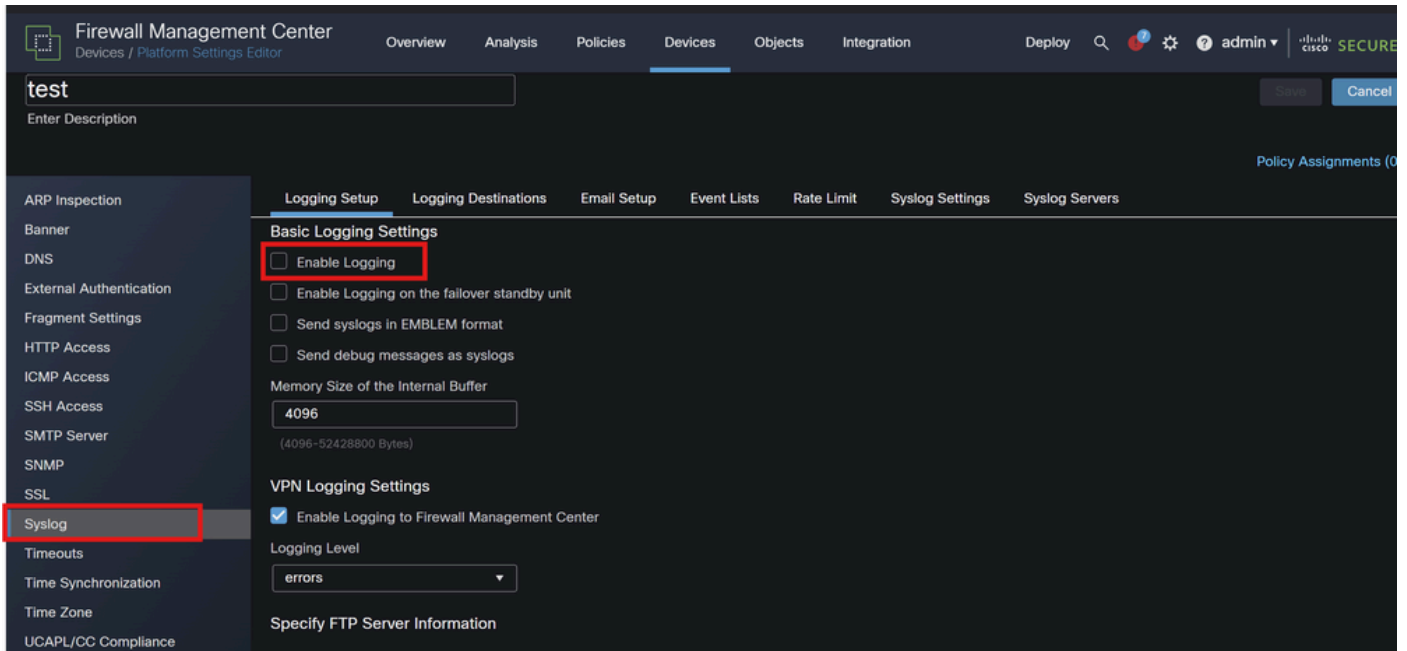 Firewall Management Center
Devices / Platform Settings Editor
Overview Analysis Policies Devices Objects Integration Deploy 7 ? admin cisco SECURE
test
Save Cancel
Enter Description
Policy Assignments (0
ARP Inspection
Banner
DNS
External Authentication
Fragment Settings
HTTP Access
ICMP Access
SSH Access
SMTP Server
SNMP
SSL
Syslog
Timeouts
Time Synchronization
Time Zone
UCAPL/CC Compliance
Logging Setup Logging Destinations Email Setup Event Lists Rate Limit Syslog Settings Syslog Servers
Basic Logging Settings
Enable Logging
Enable Logging on the failover standby unit
Send syslogs in EMBLEM format
Send debug messages as syslogs
Memory Size of the Internal Buffer
4096
(4096-52428800 Bytes)
VPN Logging Settings
Enable Logging to Firewall Management Center
Logging Level
errors
Specify FTP Server Information